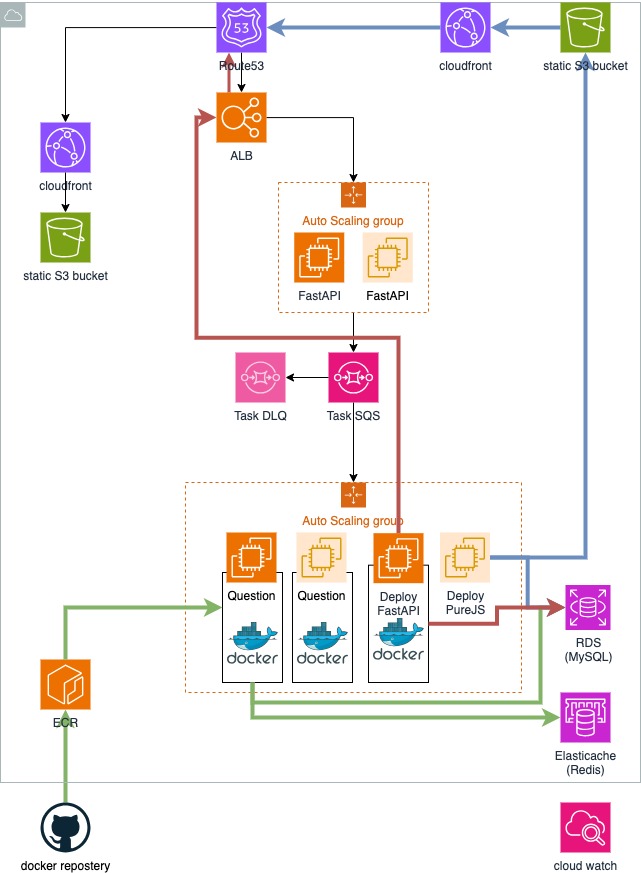 53
Route53
cloudfront
static S3 bucket
ALB
cloudfront
static S3 bucket
Auto Scaling group
FastAPI
FastAPI
Task DLQ
Task SQS
Auto Scaling group
Question
Question
Deploy
FastAPI
Deploy
PureJS
docker
docker
docker
RDS
(MySQL)
ECR
Elasticache
(Redis)
docker repostery
cloud watch